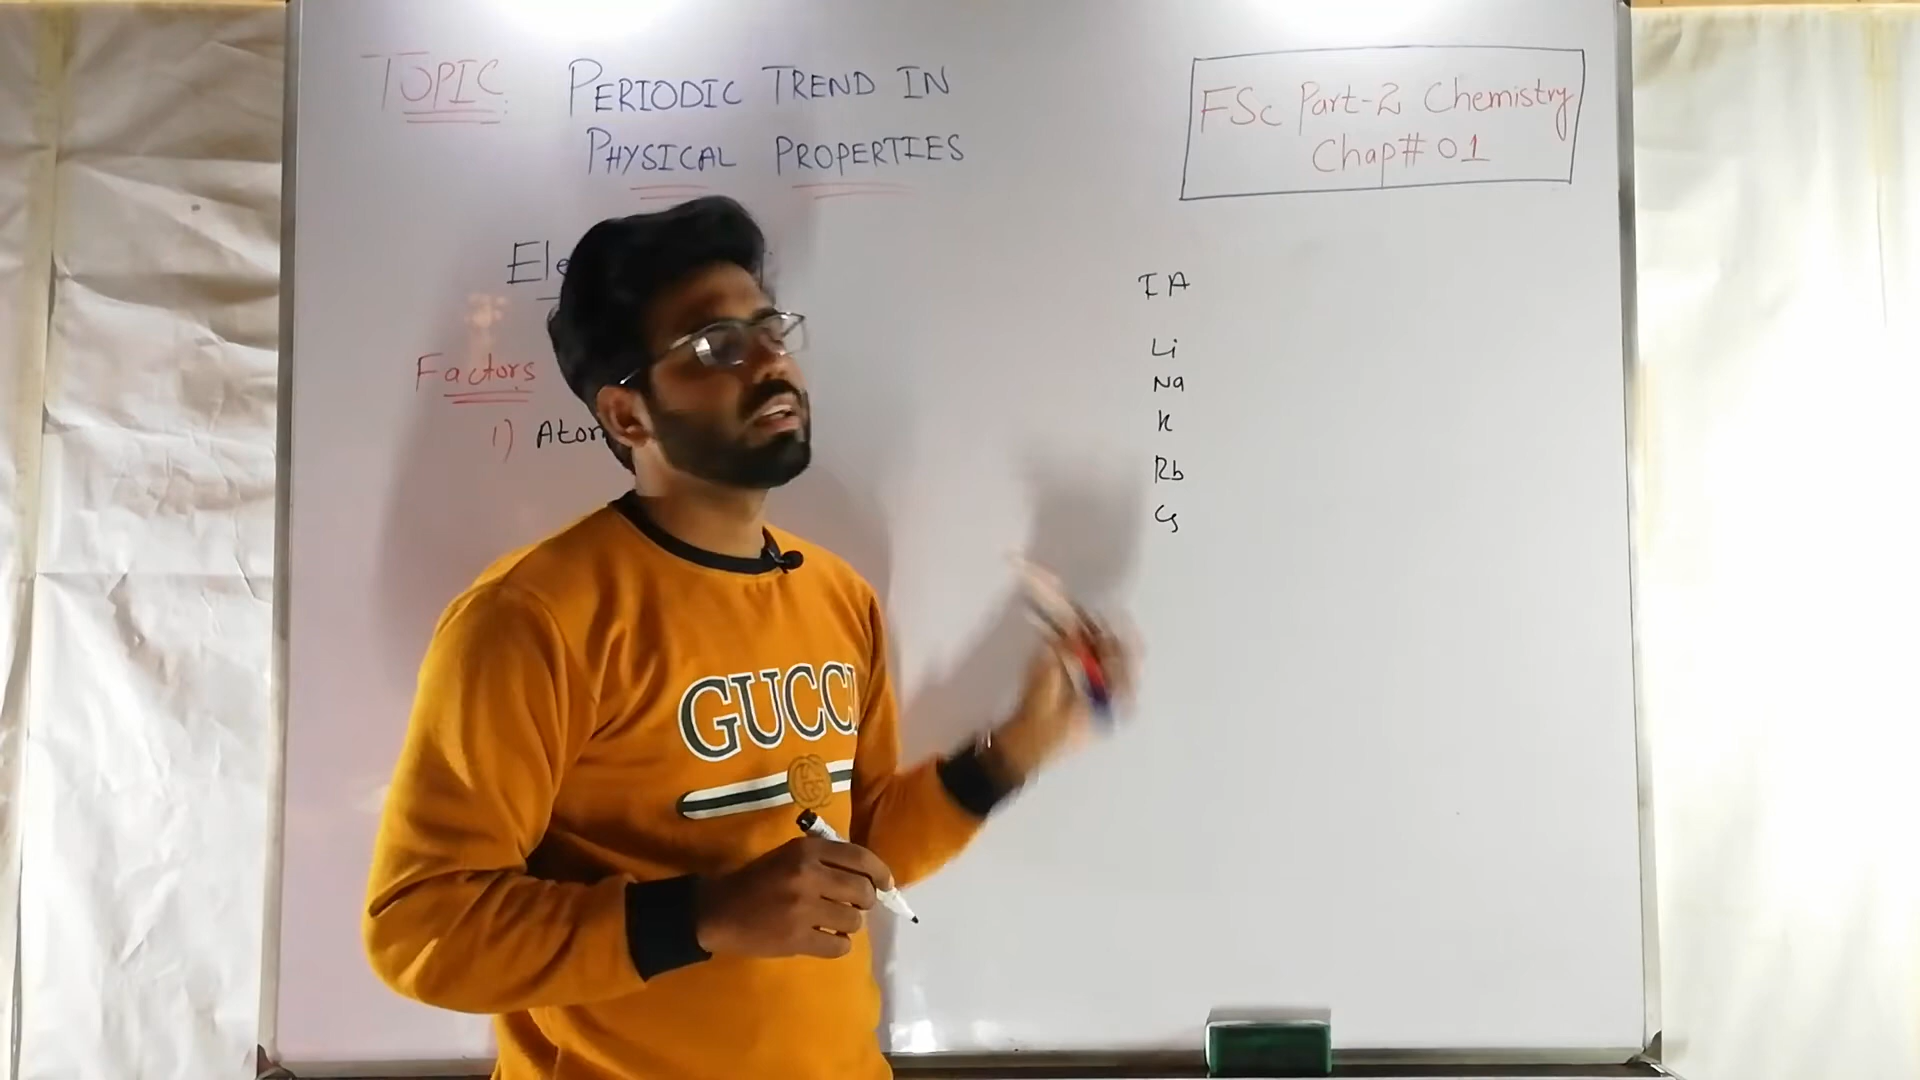 TOPIC: PERIODIC TREND IN
PHYSICAL PROPERTIES
FSc Part-2 Chemistry
Chap# 01
IA
Li
Na
K
Rb
Cs
Factors
1)
GUCCI